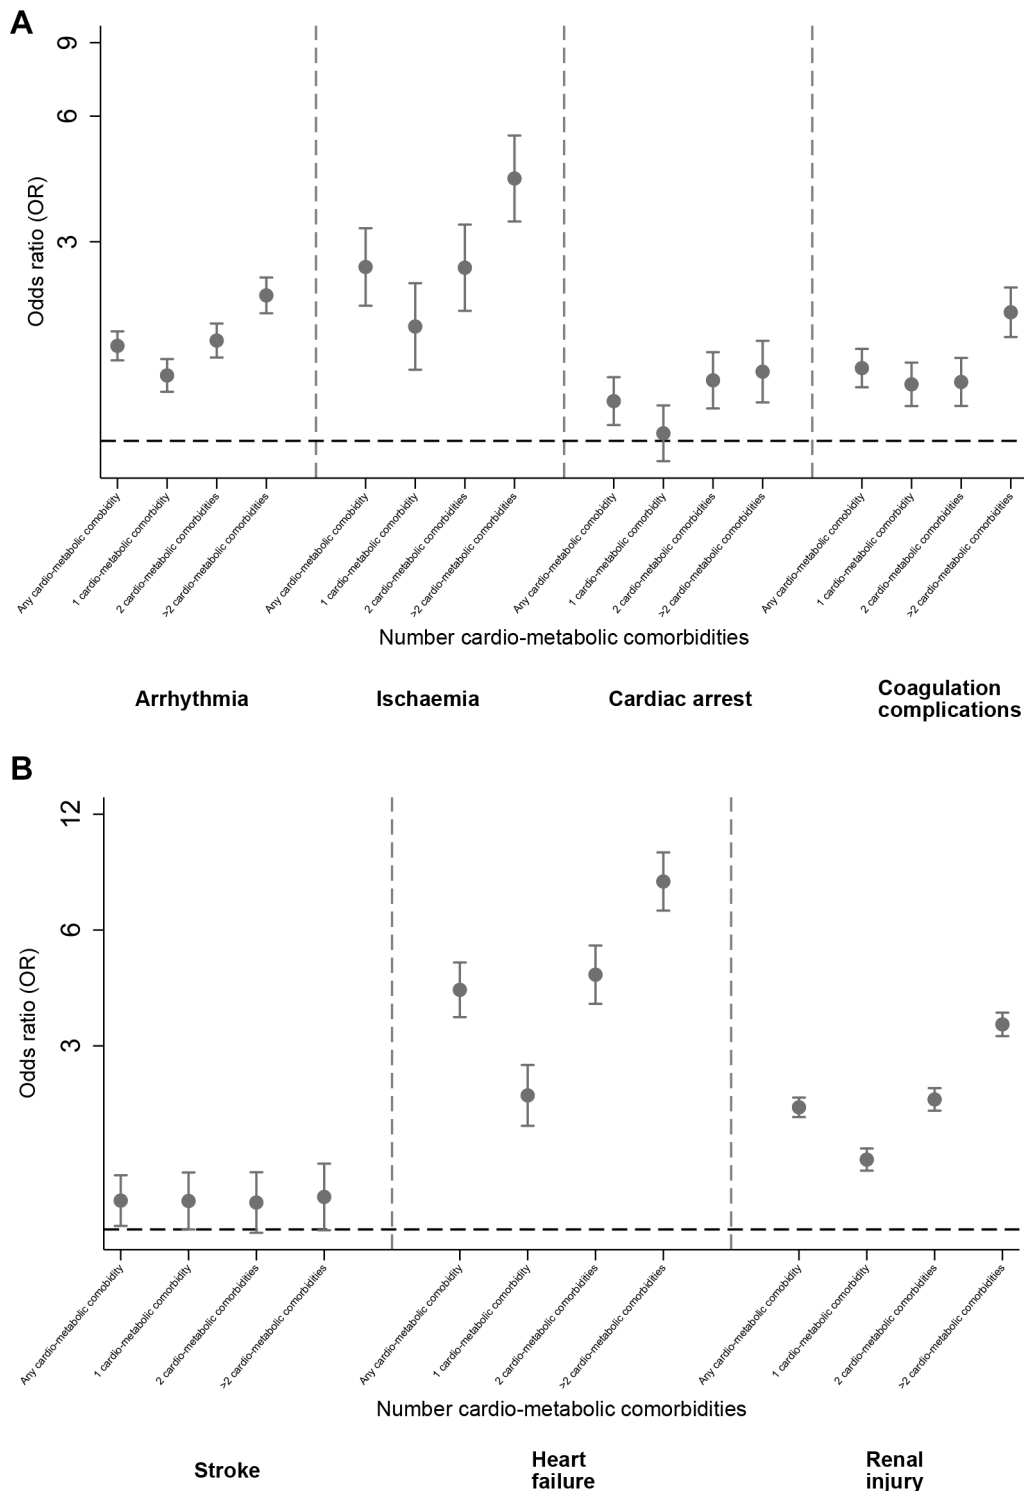 A
9
6
3
Odds ratio (OR)
Any cardio-metabolic comobidity
1 cardio-metabolic comorbidity
2 cardio-metabolic comorbidities
>2 cardio-metabolic comorbidities
Any cardio-metabolic comobidity
1 cardio-metabolic comorbidity
2 cardio-metabolic comorbidities
>2 cardio-metabolic comorbidities
Any cardio-metabolic comobidity
1 cardio-metabolic comorbidity
2 cardio-metabolic comorbidities
>2 cardio-metabolic comorbidities
Any cardio-metabolic comobidity
1 cardio-metabolic comorbidity
2 cardio-metabolic comorbidities
>2 cardio-metabolic comorbidities
Number cardio-metabolic comorbidities
Arrhythmia
Ischaemia
Cardiac arrest
Coagulation
complications
B
12
6
3
Odds ratio (OR)
Any cardio-metabolic comobidity
1 cardio-metabolic comorbidity
2 cardio-metabolic comorbidities
>2 cardio-metabolic comorbidities
Any cardio-metabolic comobidity
1 cardio-metabolic comorbidity
2 cardio-metabolic comorbidities
>2 cardio-metabolic comorbidities
Any cardio-metabolic comobidity
1 cardio-metabolic comorbidity
2 cardio-metabolic comorbidities
>2 cardio-metabolic comorbidities
Number cardio-metabolic comorbidities
Stroke
Heart
failure
Renal
injury